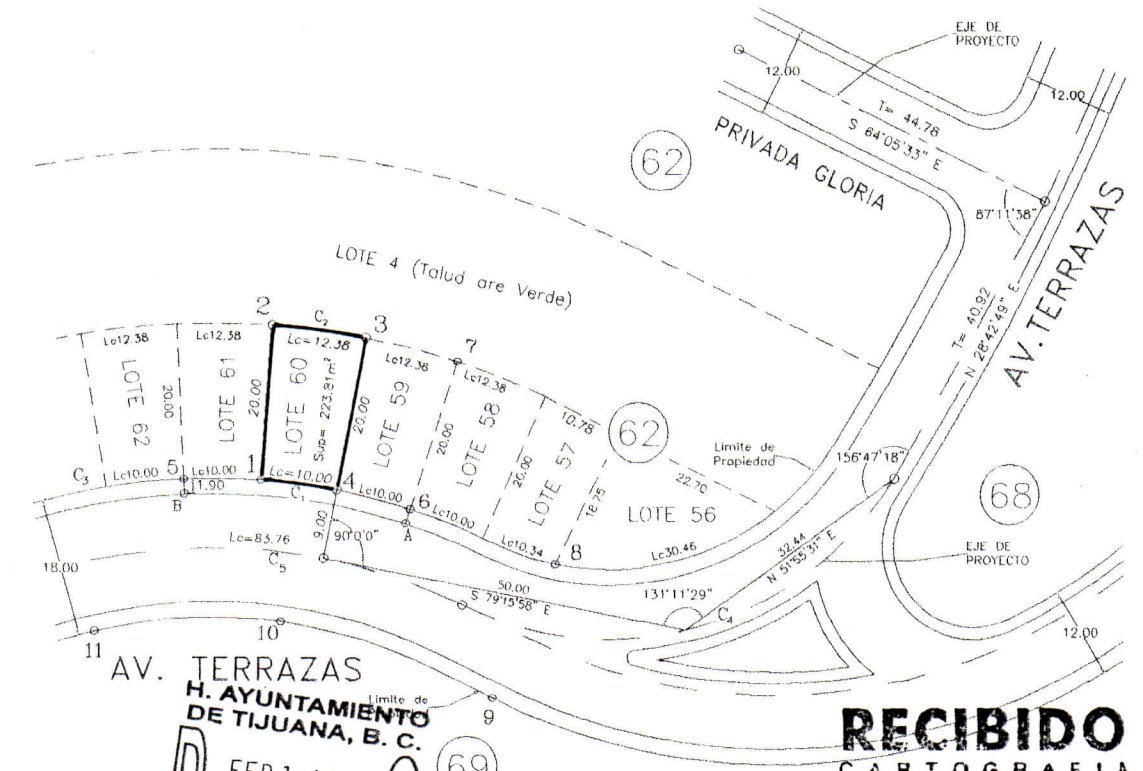 EJE DE
PROYECTO
12.00
12.00
T= 44.78
S 64°05'33" E
PRIVADA GLORIA
62
87°11'38"
LOTE 4 (Talud are Verde)
T= 40.92
N 28°42'49" E
AV. TERRAZAS
2
C2
3
Lc12.38
Lc12.38
Lc=12.38
Lc12.38
7
Lc12.38
LOTE 62
20.00
LOTE 61
20.00
LOTE 60
Sup= 223.81m²
20.00
LOTE 59
20.00
LOTE 58
20.00
LOTE 57
10.78
18.75
62
Limite de
Propiedad
22.70
156°47'18"
68
LOTE 56
C3
Lc10.00
5
Lc10.00
1
Lc=10.00
C1
4
Lc10.00
6
Lc10.00
1.90
B
A
Lc10.34
8
Lc30.46
18.00
Lc=83.76
C5
9.00
90°0'0"
50.00
S 79°15'58" E
131°11'29"
C4
32.44
N 51°55'31" E
EJE DE
PROYECTO
12.00
11
10
9
AV. TERRAZAS
Limite de
H. AYUNTAMIENTO
DE TIJUANA, B. C.
69
RECIBIDO
CARTOGRAFIA